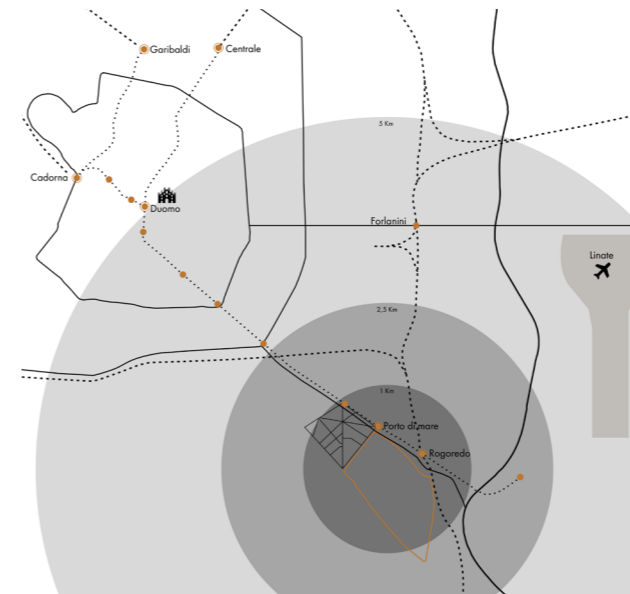 Garibaldi
Centrale
5 Km
Cadorna
Duomo
Forlanini
Linate
2,5 Km
1 Km
Porto di mare
Rogoredo